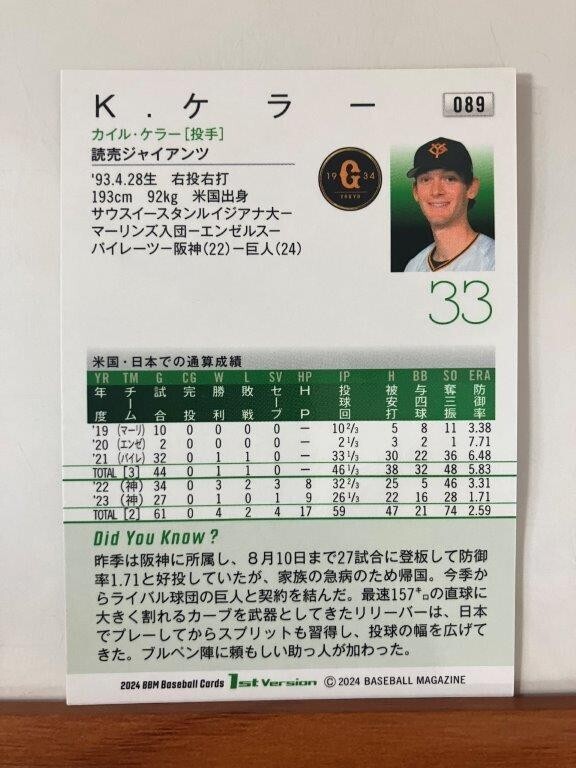 K.ケラー
089
カイル・ケラー[投手]
読売ジャイアンツ
'93.4.28生 右投右打
193cm 92kg 米国出身
サウスイースタンルイジアナ大ー
マーリンズ入団ーエンゼルスー
パイレーツー阪神(22)ー巨人(24)
19 G 34
TOKYO
33
米国・日本での通算成績
YR TM G CG W L SV HP IP H BB SO ERA
年度 チーム 試合 完投 勝利 敗戦 セーブ HP 投球回 被安打 与四球 奪三振 防御率
'19 (マーリ) 10 0 0 0 0 — 10 2/3 5 8 11 3.38
'20 (エンゼ) 2 0 0 0 0 — 2 1/3 3 2 1 7.71
'21 (パイレ) 32 0 1 1 0 — 33 1/3 30 22 36 6.48
TOTAL [3] 44 0 1 1 0 — 46 1/3 38 32 48 5.83
'22 (神) 34 0 3 2 3 8 32 2/3 25 5 46 3.31
'23 (神) 27 0 1 0 1 9 26 1/3 22 16 28 1.71
TOTAL [2] 61 0 4 2 4 17 59 47 21 74 2.59
Did You Know?
昨季は阪神に所属し、8月10日まで27試合に登板して防御
率1.71と好投していたが、家族の急病のため帰国。今季か
らライバル球団の巨人と契約を結んだ。最速157㌔の直球に
大きく割れるカーブを武器としてきたリリーバーは、日本
でプレーしてからスプリットも習得し、投球の幅を広げて
きた。ブルペン陣に頼もしい助っ人が加わった。
2024 BBM Baseball Cards 1st Version © 2024 BASEBALL MAGAZINE